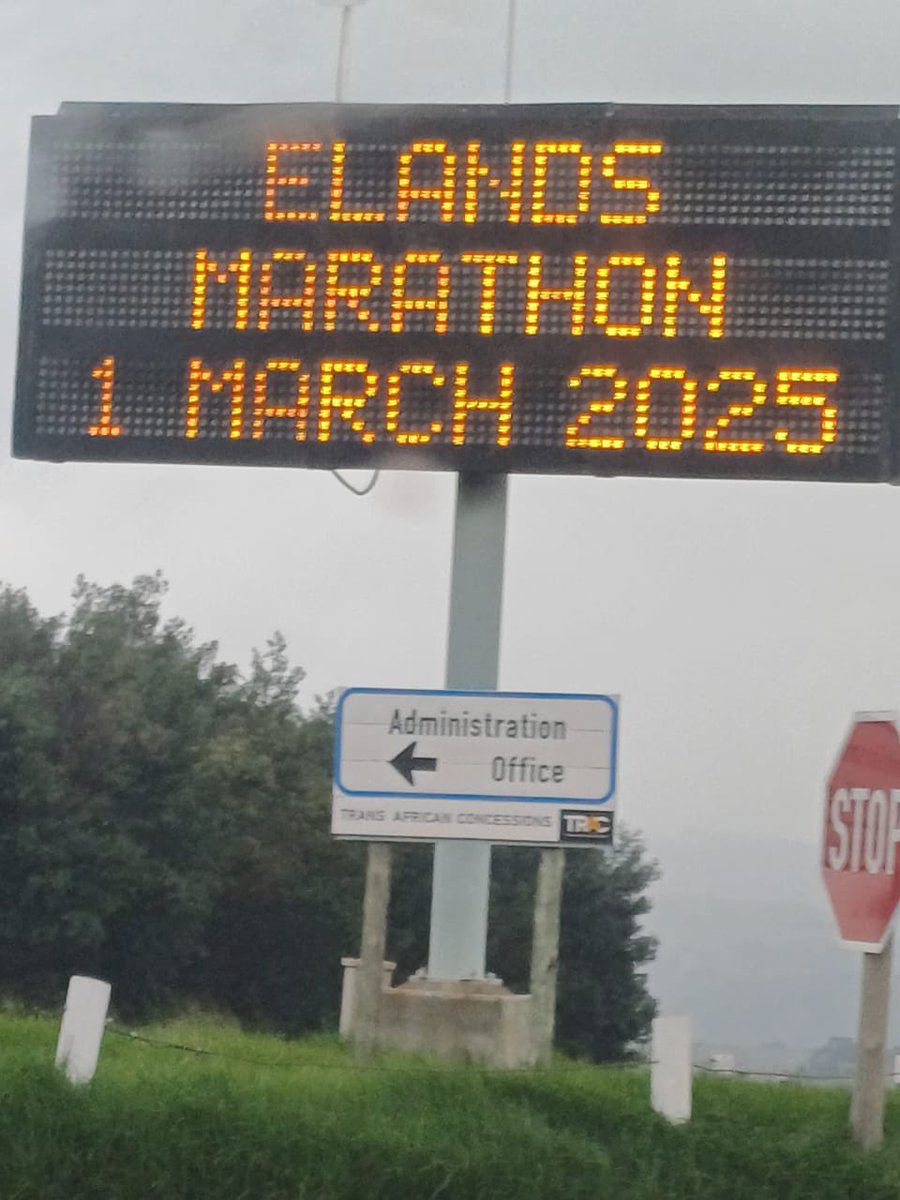 ELANDS
MARATHON
1 MARCH 2025
Administration
Office
TRANS AFRICAN CONCESSIONS TRAC
STOP